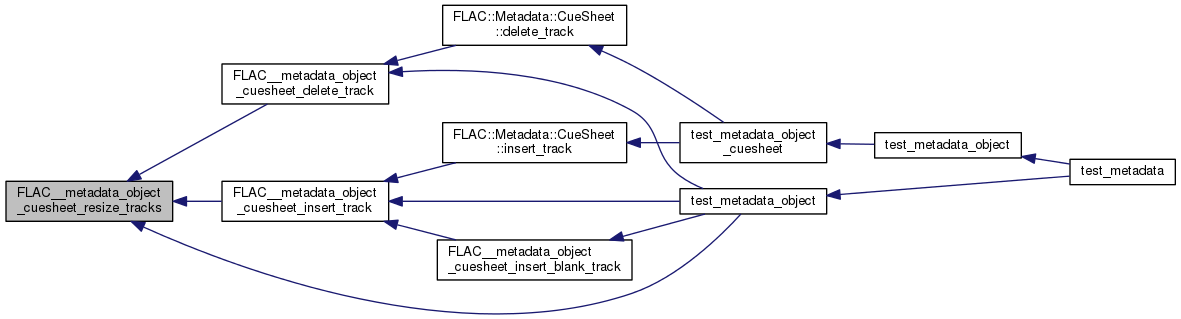 FLAC::Metadata::CueSheet
::delete_track
FLAC__metadata_object
_cuesheet_delete_track
FLAC::Metadata::CueSheet
::insert_track
test_metadata_object
_cuesheet
test_metadata_object
test_metadata
FLAC__metadata_object
_cuesheet_resize_tracks
FLAC__metadata_object
_cuesheet_insert_track
test_metadata_object
FLAC__metadata_object
_cuesheet_insert_blank_track